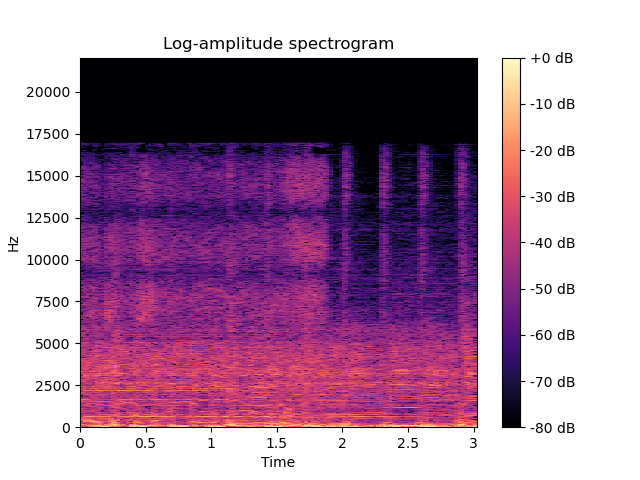 Log-amplitude spectrogram
Hz
20000
17500
15000
12500
10000
7500
5000
2500
0
0
0.5
1
1.5
2
2.5
3
Time
+0 dB
-10 dB
-20 dB
-30 dB
-40 dB
-50 dB
-60 dB
-70 dB
-80 dB